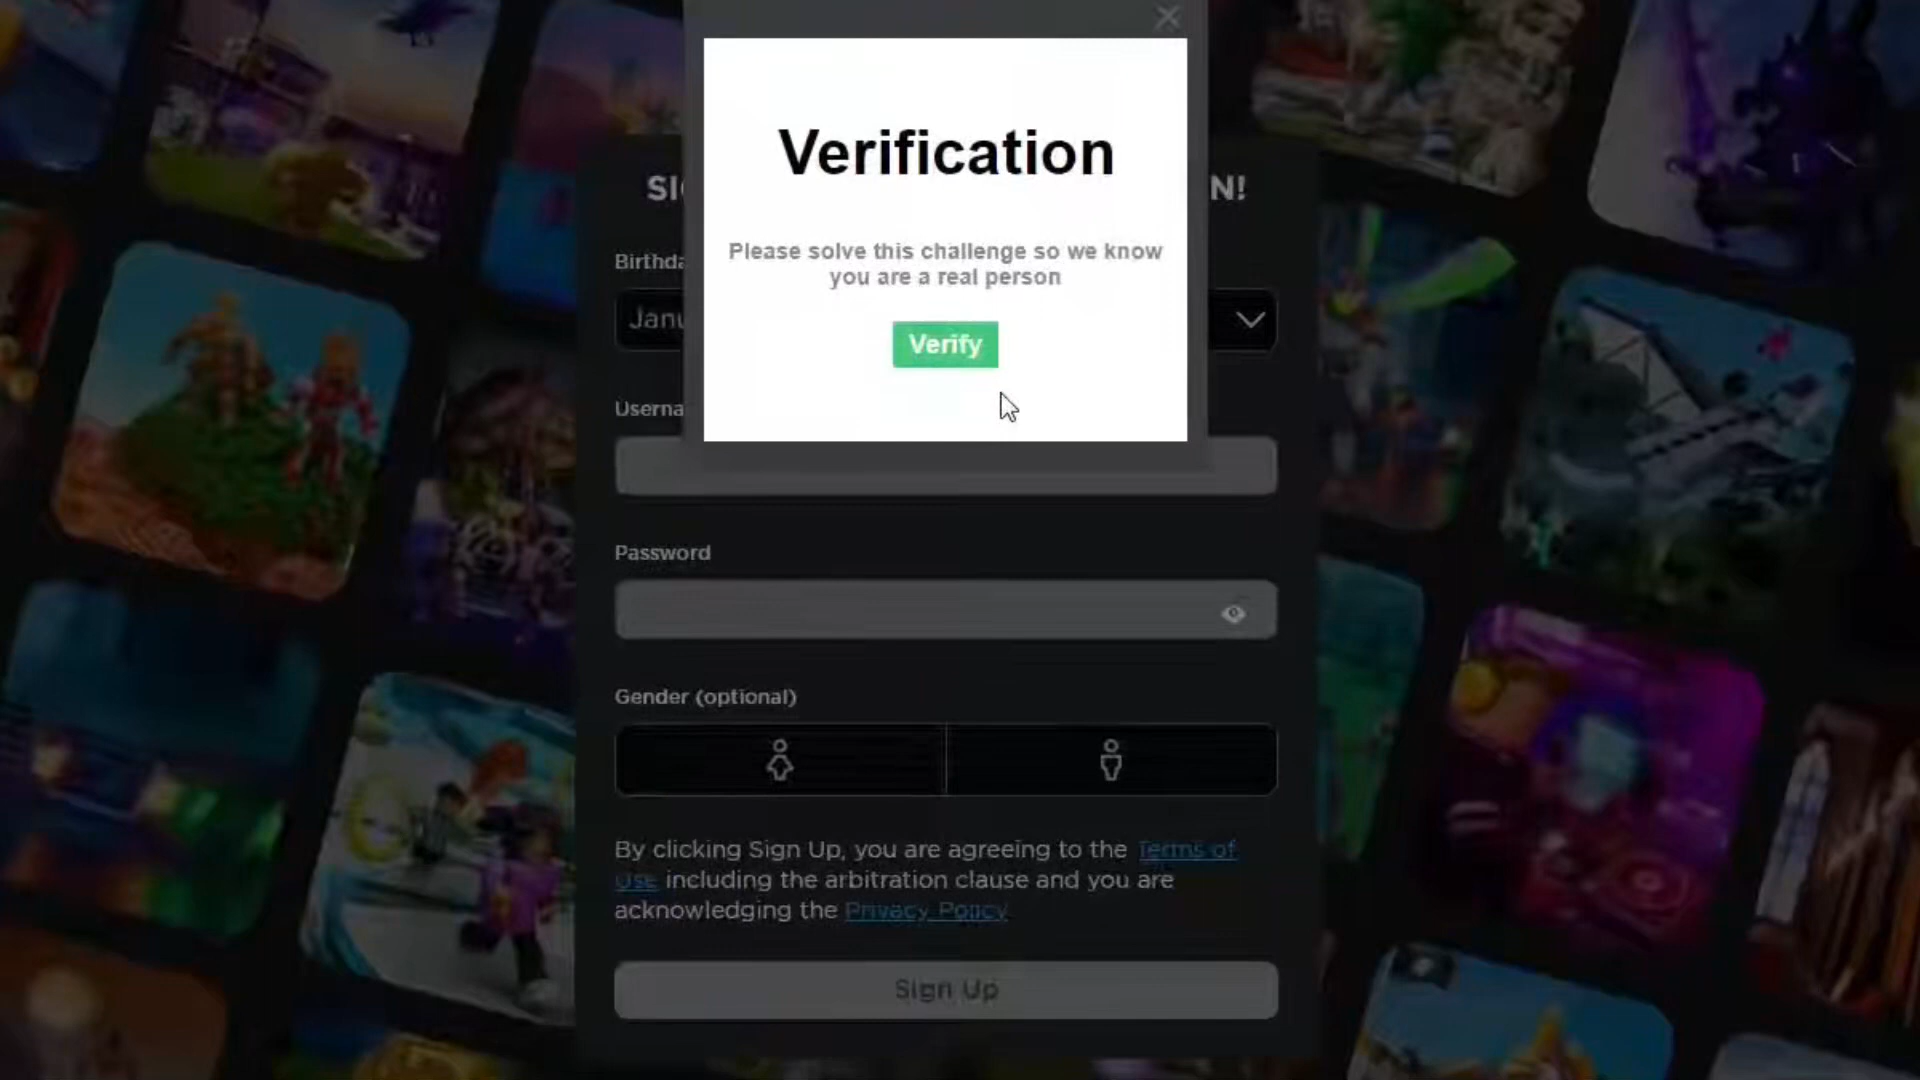 Verification
Please solve this challenge so we know
you are a real person
Verify
SI
N!
Birthda
Janu
Userna
Password
Gender (optional)
By clicking Sign Up, you are agreeing to the Terms of
Use including the arbitration clause and you are
acknowledging the Privacy Policy
Sign Up